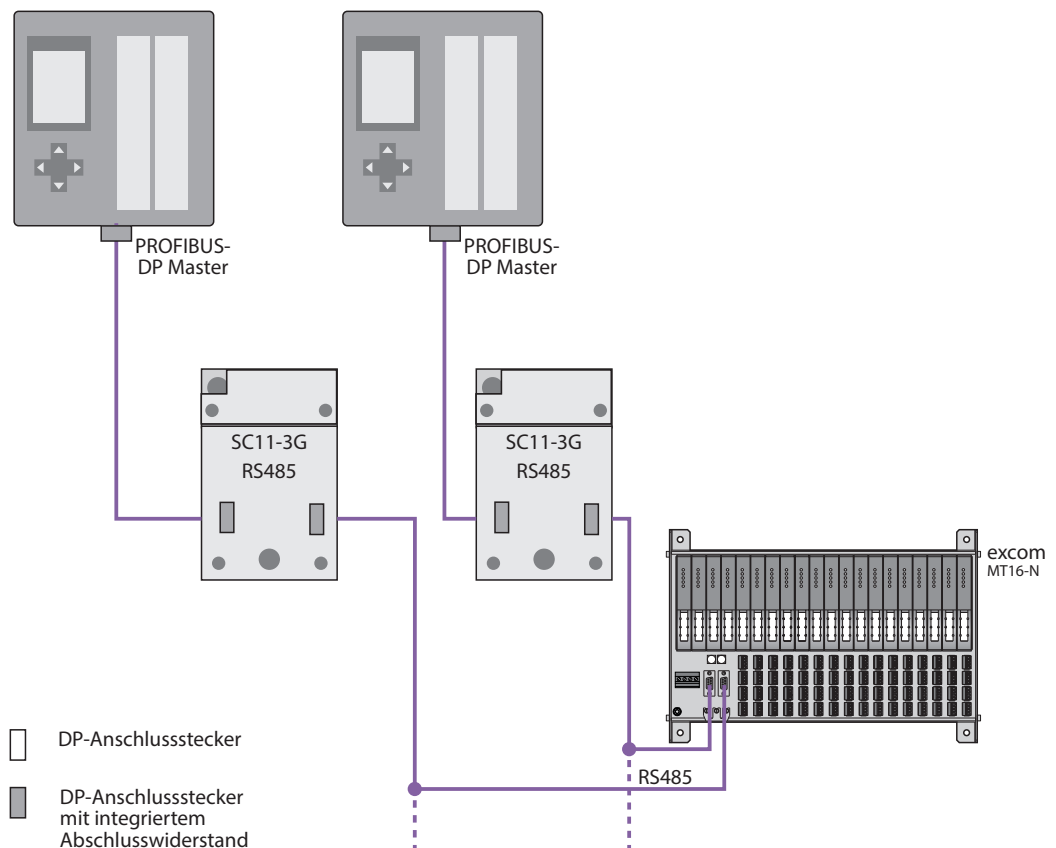 PROFIBUS-
DP Master
PROFIBUS-
DP Master
SC11-3G
RS485
SC11-3G
RS485
excom
MT16-N
RS485
DP-Anschlussstecker
DP-Anschlussstecker
mit integriertem
Abschlusswiderstand